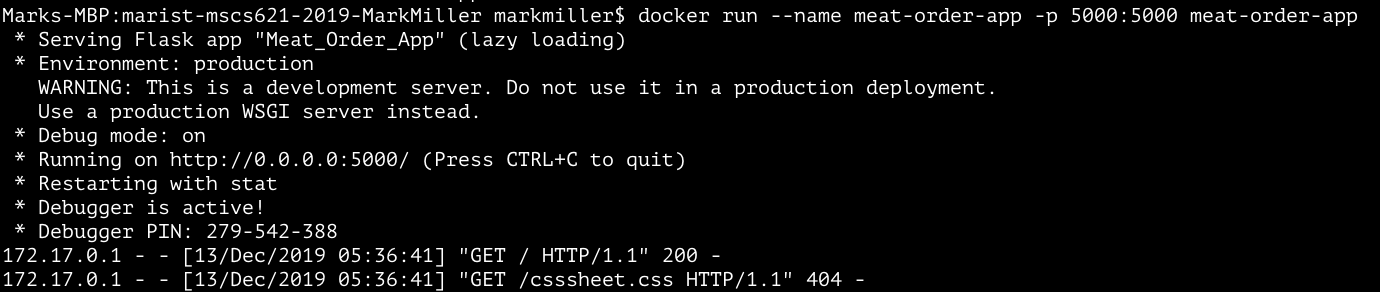 Marks-MBP:marist-mscs621-2019-MarkMiller markmiller$ docker run --name meat-order-app -p 5000:5000 meat-order-app
* Serving Flask app "Meat_Order_App" (lazy loading)
* Environment: production
WARNING: This is a development server. Do not use it in a production deployment.
Use a production WSGI server instead.
* Debug mode: on
* Running on http://0.0.0.0:5000/ (Press CTRL+C to quit)
* Restarting with stat
* Debugger is active!
* Debugger PIN: 279-542-388
172.17.0.1 - - [13/Dec/2019 05:36:41] "GET / HTTP/1.1" 200 -
172.17.0.1 - - [13/Dec/2019 05:36:41] "GET /csssheet.css HTTP/1.1" 404 -